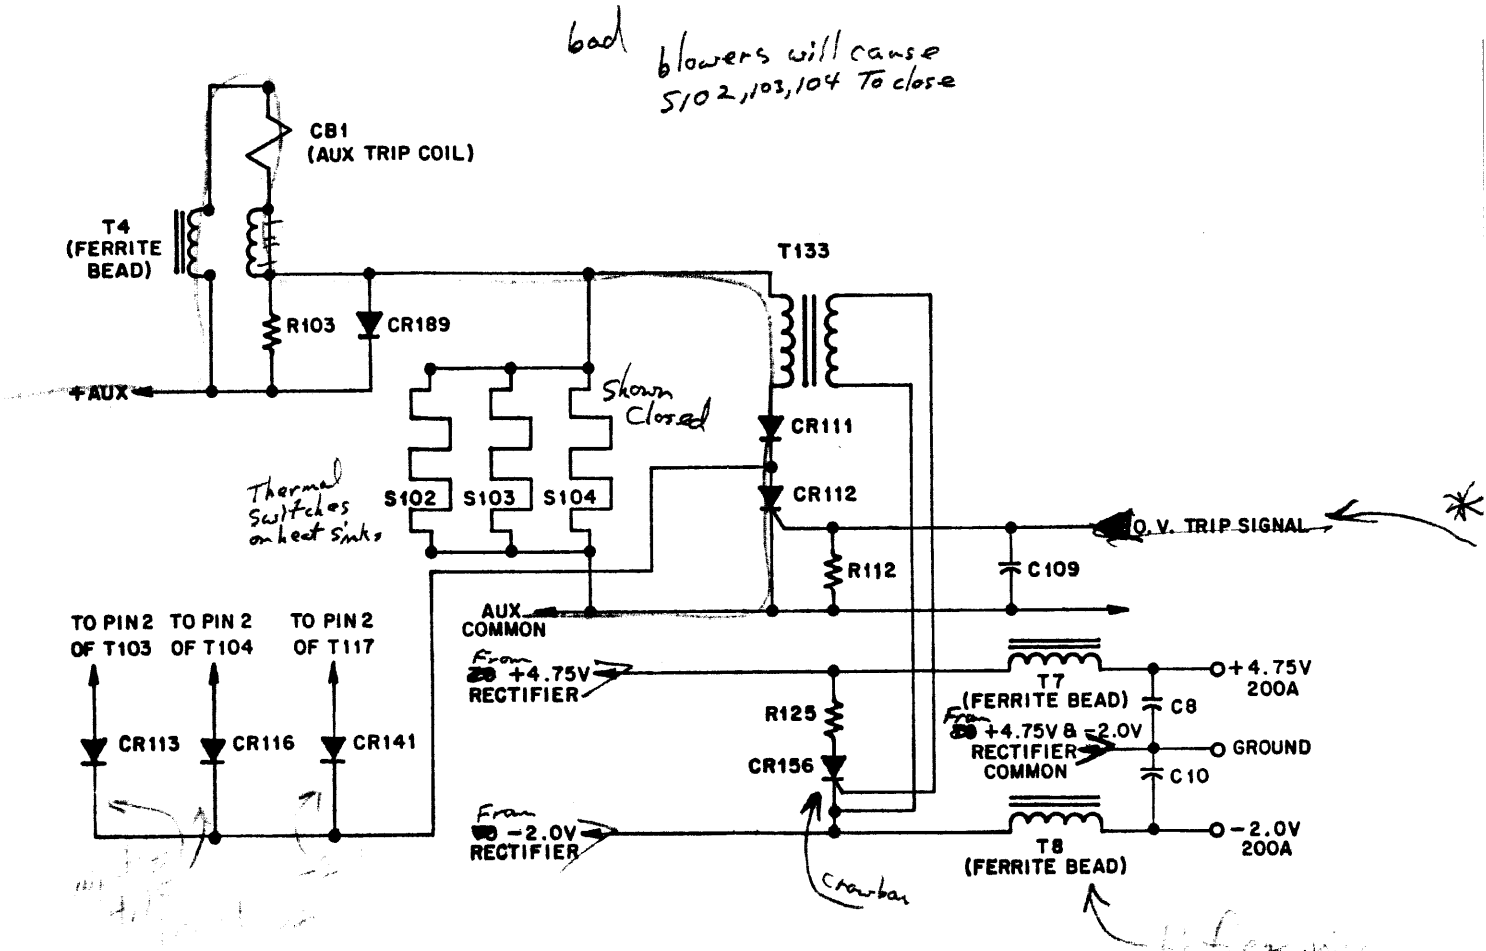 bad
blowers will cause
S102,103,104 To close
CB1
(AUX TRIP COIL)
T4
(FERRITE
BEAD)
T133
R103
CR189
+AUX
Shown
Closed
CR111
Thermal
switches
on heat sinks
S102
S103
S104
CR112
O.V. TRIP SIGNAL
R112
C109
AUX
COMMON
TO PIN 2
OF T103
TO PIN 2
OF T104
TO PIN 2
OF T117
From
+4.75V
RECTIFIER
T7
(FERRITE BEAD)
+4.75V
200A
C8
R125
From
+4.75V & -2.0V
RECTIFIER
COMMON
GROUND
CR113
CR116
CR141
CR156
C10
From
-2.0V
RECTIFIER
T8
(FERRITE BEAD)
-2.0V
200A
crowbar